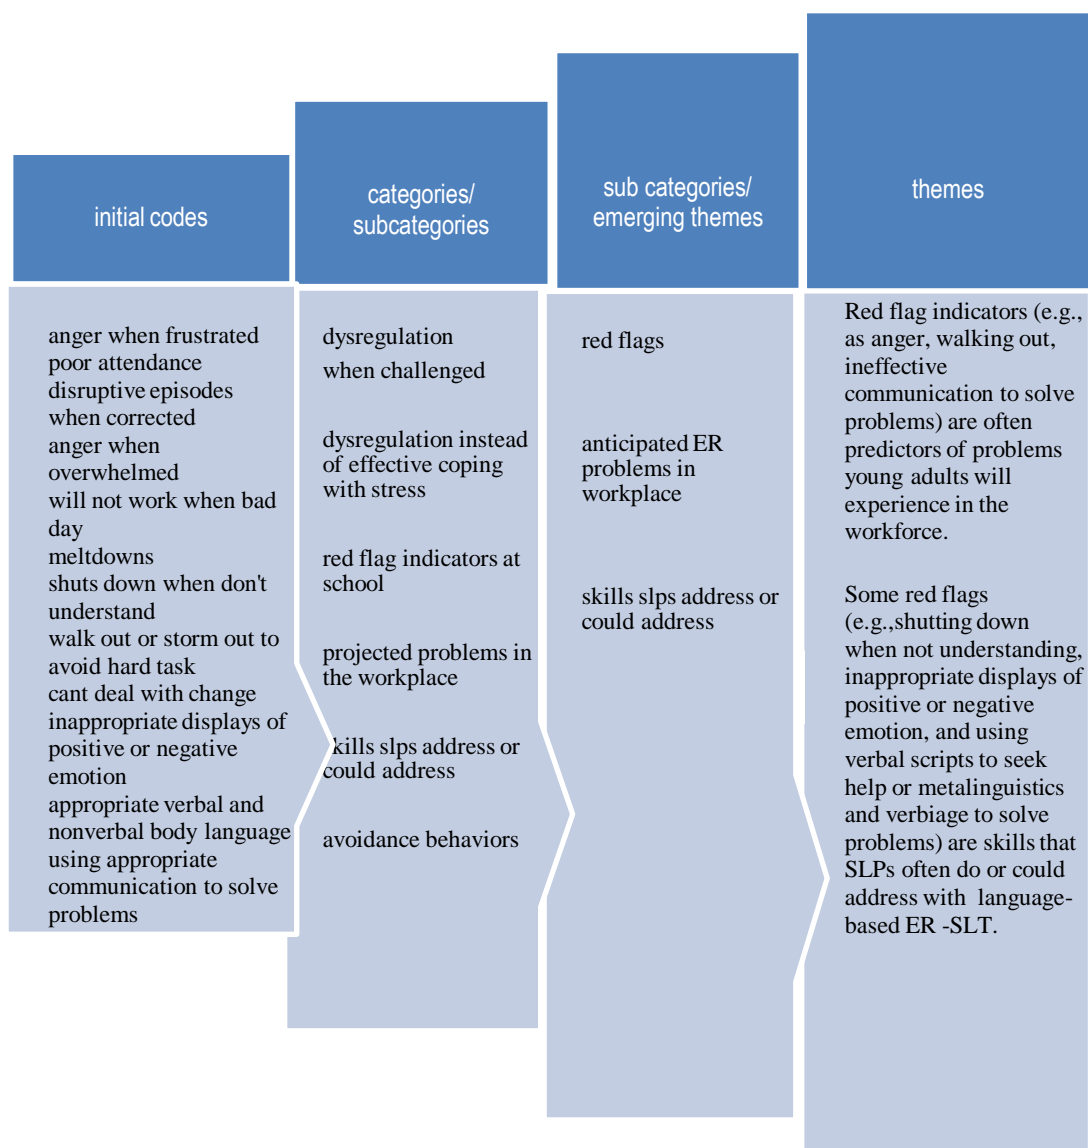 initial codes
categories/
subcategories
sub categories/
emerging themes
themes
anger when frustrated
poor attendance
disruptive episodes
when corrected
anger when
overwhelmed
will not work when bad
day
meltdowns
shuts down when don't
understand
walk out or storm out to
avoid hard task
cant deal with change
inappropriate displays of
positive or negative
emotion
appropriate verbal and
nonverbal body language
using appropriate
communication to solve
problems
dysregulation
when challenged
dysregulation instead
of effective coping
with stress
red flag indicators at
school
projected problems in
the workplace
skills slps address or
could address
avoidance behaviors
red flags
anticipated ER
problems in
workplace
skills slps address or
could address
Red flag indicators (e.g.,
as anger, walking out,
ineffective
communication to solve
problems) are often
predictors of problems
young adults will
experience in the
workforce.
Some red flags
(e.g.,shutting down
when not understanding,
inappropriate displays of
positive or negative
emotion, and using
verbal scripts to seek
help or metalinguistics
and verbiage to solve
problems) are skills that
SLPs often do or could
address with language-
based ER -SLT.